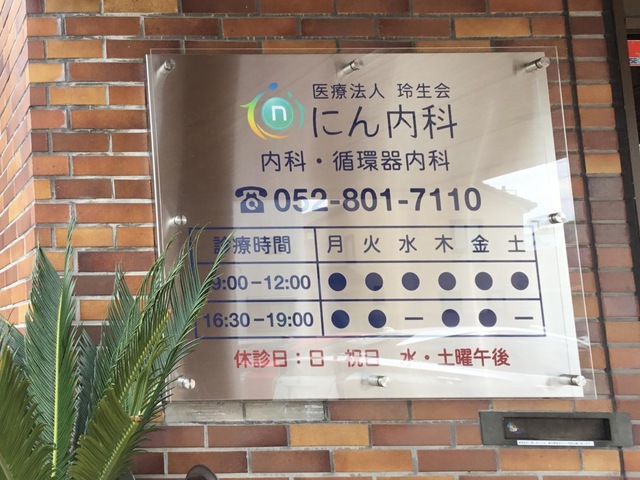 医療法人 玲生会
n にん内科
内科・循環器内科
☎052-801-7110
診療時間 月 火 水 木 金 土
9:00-12:00 ● ● ● ● ● ●
16:30-19:00 ● ● ー ● ● ー
休診日:日・祝日 水・土曜午後